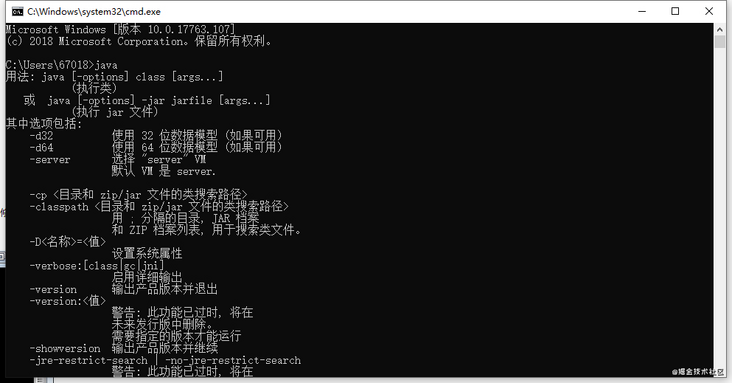 C:\Windows\system32\cmd.exe
Microsoft Windows [版本 10.0.17763.107]
(c) 2018 Microsoft Corporation。保留所有权利。
C:\Users\67018>java
用法: java [-options] class [args...]
(执行类)
或 java [-options] -jar jarfile [args...]
(执行 jar 文件)
其中选项包括:
-d32 使用 32 位数据模型 (如果可用)
-d64 使用 64 位数据模型 (如果可用)
-server 选择 "server" VM
默认 VM 是 server.
-cp <目录和 zip/jar 文件的类搜索路径>
-classpath <目录和 zip/jar 文件的类搜索路径>
用 ; 分隔的目录, JAR 档案
和 ZIP 档案列表, 用于搜索类文件。
-D<名称>=<值>
设置系统属性
-verbose:[class|gc|jni]
启用详细输出
-version 输出产品版本并退出
-version:<值>
警告: 此功能已过时, 将在
未来发行版中删除。
需要指定的版本才能运行
-showversion 输出产品版本并继续
-jre-restrict-search | -no-jre-restrict-search
警告: 此功能已过时, 将在
@掘金技术社区